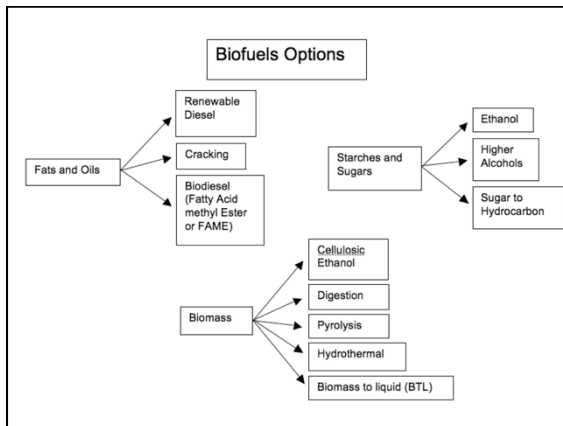 Biofuels Options
Renewable
Diesel
Fats and Oils
Cracking
Biodiesel
(Fatty Acid
methyl Ester
or FAME)
Starches and
Sugars
Ethanol
Higher
Alcohols
Sugar to
Hydrocarbon
Biomass
Cellulosic
Ethanol
Digestion
Pyrolysis
Hydrothermal
Biomass to liquid (BTL)